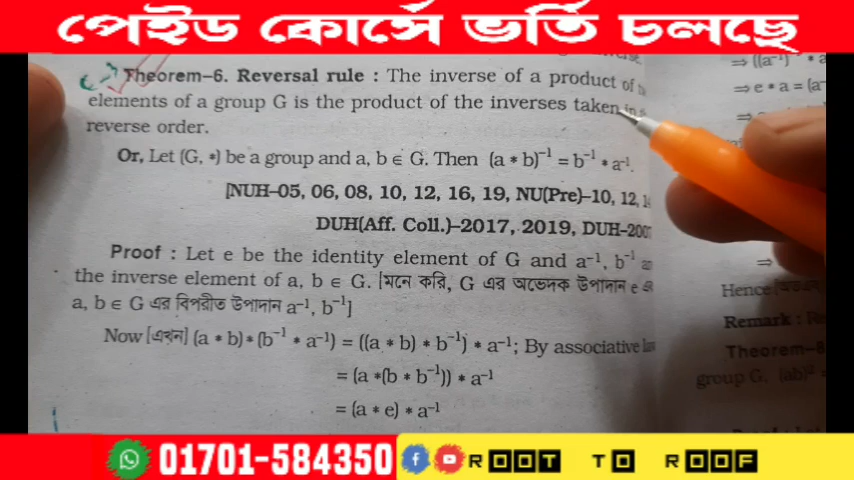 পেইড কোর্সে ভর্তি চলছে
Theorem–6. Reversal rule : The inverse of a product of
elements of a group G is the product of the inverses taken in
reverse order.
Or, Let (G, *) be a group and a, b ∈ G. Then (a * b)⁻¹ = b⁻¹ * a⁻¹.
[NUH–05, 06, 08, 10, 12, 16, 19, NU(Pre)–10, 12,
DUH(Aff. Coll.)–2017, 2019, DUH–200
Proof : Let e be the identity element of G and a⁻¹, b⁻¹
the inverse element of a, b ∈ G. [মনে করি, G এর অভেদক উপাদান e
a, b ∈ G এর বিপরীত উপাদান a⁻¹, b⁻¹]
Now [এখন] (a * b) * (b⁻¹ * a⁻¹) = ((a * b) * b⁻¹) * a⁻¹; By associative
= (a *(b * b⁻¹)) * a⁻¹
= (a * e) * a⁻¹
⇒ ((a⁻¹)
⇒ e * a = (a
⇒
⇒
Hence
Remark :
Theorem–8
group G, (ab)² =
01701-584350
ROOT TO ROOF